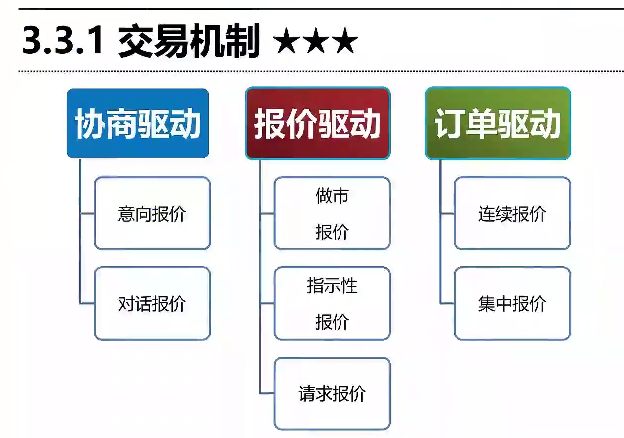 3.3.1 交易机制 ★★★
协商驱动
意向报价
对话报价
报价驱动
做市
报价
指示性
报价
请求报价
订单驱动
连续报价
集中报价